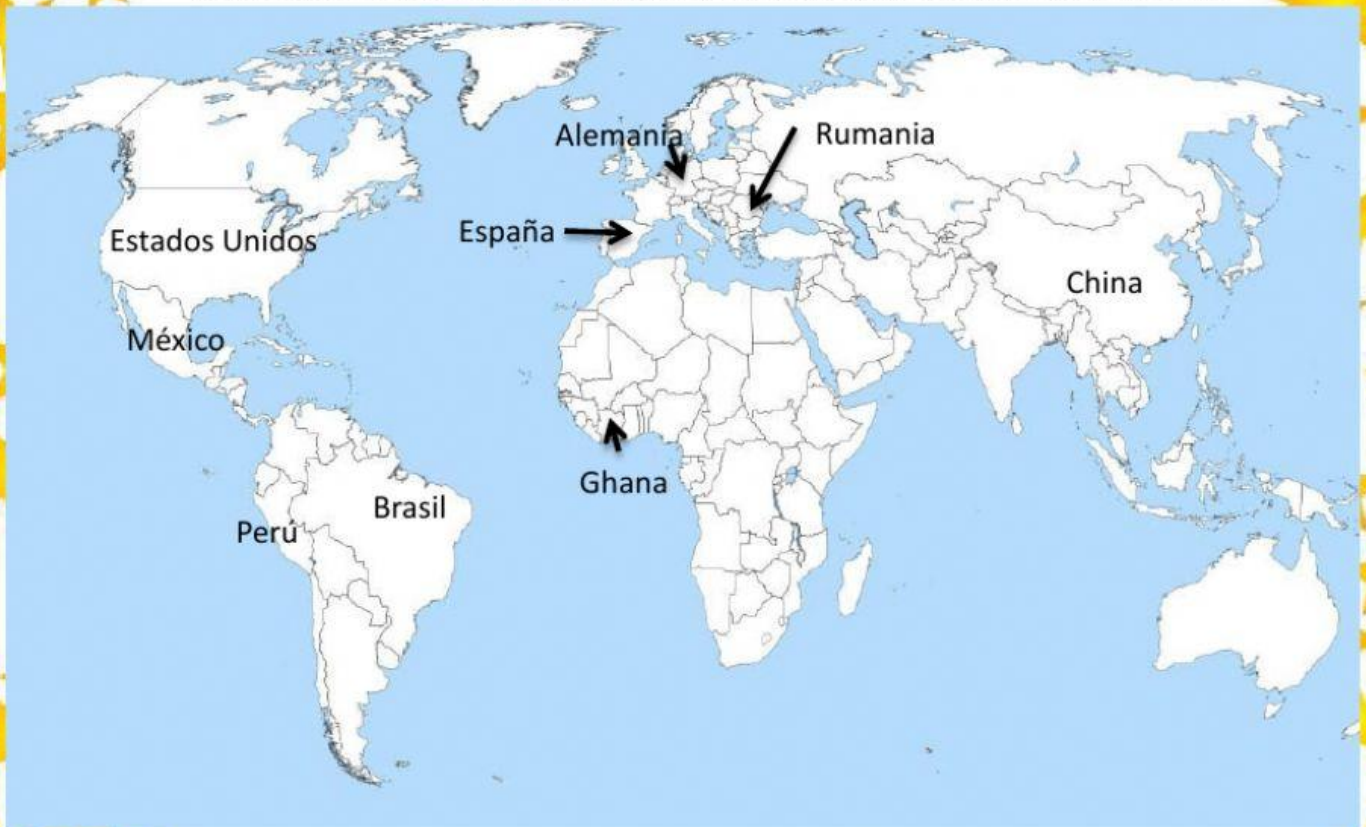 Alemania
Rumania
España
Estados Unidos
China
México
Ghana
Brasil
Perú